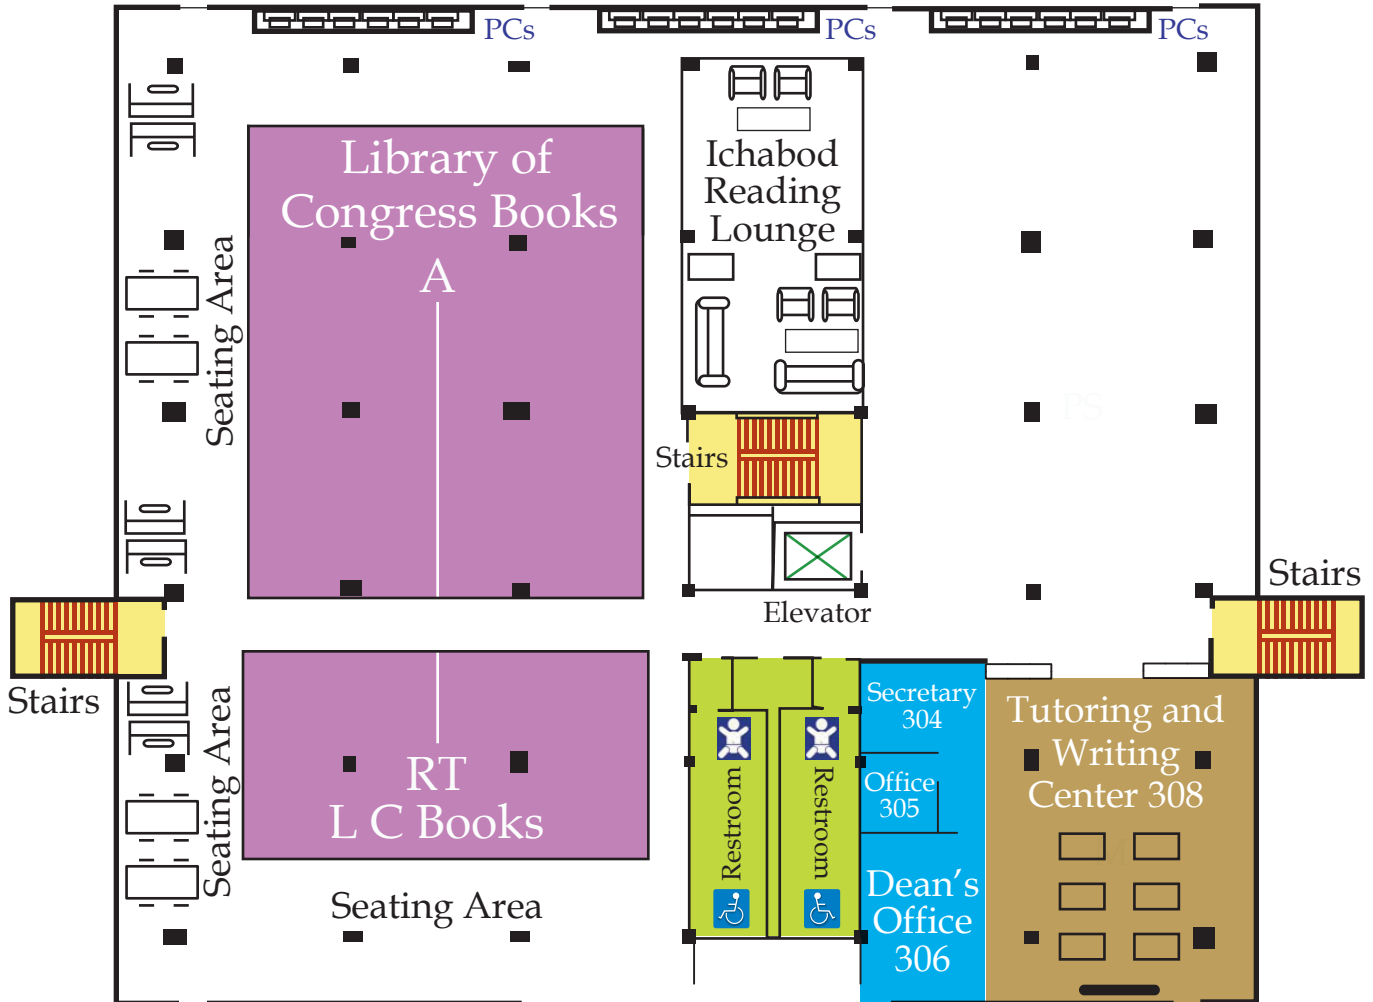 PCs
PCs
PCs
Library of
Congress Books
A
Ichabod
Reading
Lounge
Seating Area
PS
Stairs
Stairs
Elevator
Stairs
Seating Area
RT
L C Books
Seating Area
Restroom
Restroom
Secretary
304
Office
305
Dean's
Office
306
Tutoring and
Writing
Center 308